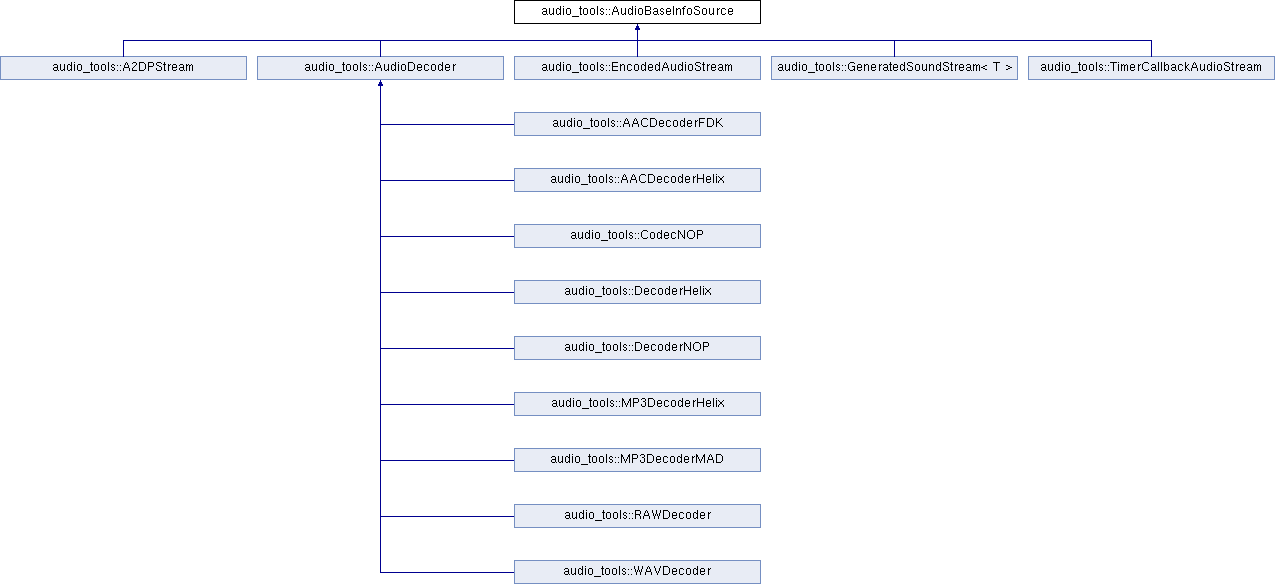 audio_tools::AudioBaseInfoSource
audio_tools::A2DPStream
audio_tools::AudioDecoder
audio_tools::EncodedAudioStream
audio_tools::GeneratedSoundStream< T >
audio_tools::TimerCallbackAudioStream
audio_tools::AACDecoderFDK
audio_tools::AACDecoderHelix
audio_tools::CodecNOP
audio_tools::DecoderHelix
audio_tools::DecoderNOP
audio_tools::MP3DecoderHelix
audio_tools::MP3DecoderMAD
audio_tools::RAWDecoder
audio_tools::WAVDecoder